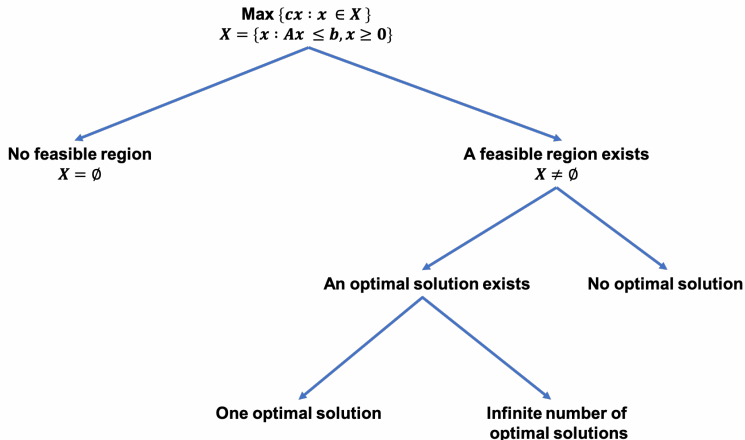 Max {cx : x ∈ X}
X = {x : Ax ≤ b, x ≥ 0}
No feasible region
X = ∅
A feasible region exists
X ≠ ∅
An optimal solution exists
No optimal solution
One optimal solution
Infinite number of
optimal solutions